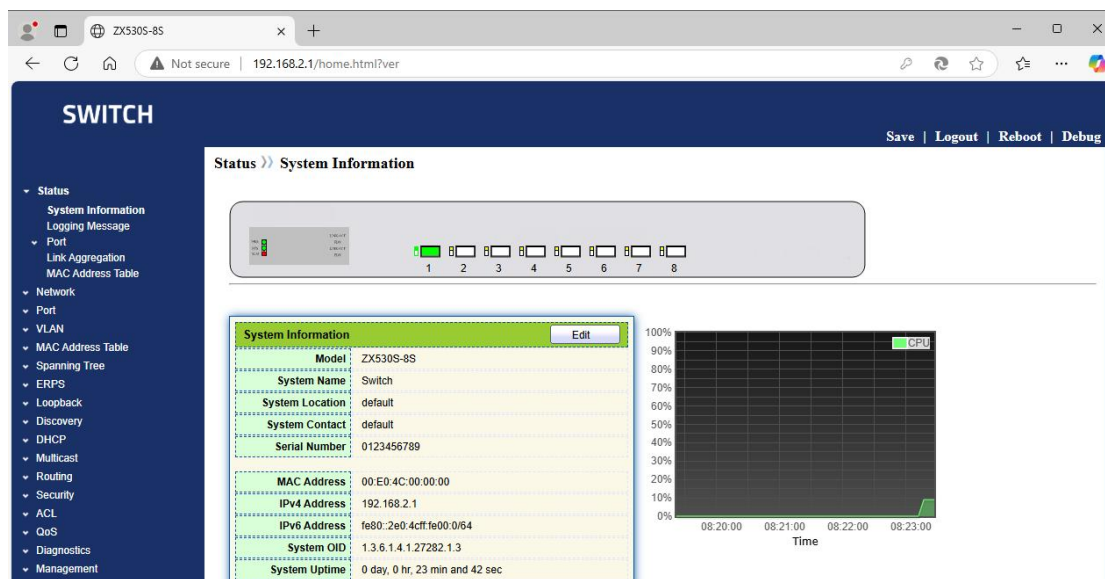 ZX530S-8S
Not secure | 192.168.2.1/home.html?ver
SWITCH
Save | Logout | Reboot | Debug
Status >> System Information
Status
System Information
Logging Message
Port
Link Aggregation
MAC Address Table
Network
Port
VLAN
MAC Address Table
Spanning Tree
ERPS
Loopback
Discovery
DHCP
Multicast
Routing
Security
ACL
QoS
Diagnostics
Management
1 2 3 4 5 6 7 8
System Information Edit
Model ZX530S-8S
System Name Switch
System Location default
System Contact default
Serial Number 0123456789
MAC Address 00:E0:4C:00:00:00
IPv4 Address 192.168.2.1
IPv6 Address fe80::2e0:4cff:fe00:0/64
System OID 1.3.6.1.4.1.27282.1.3
System Uptime 0 day, 0 hr, 23 min and 42 sec
CPU
100%
90%
80%
70%
60%
50%
40%
30%
20%
10%
0%
08:20:00 08:21:00 08:22:00 08:23:00
Time